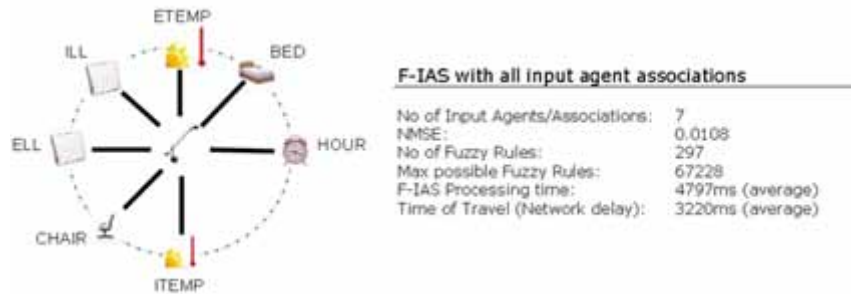 ETEMP
ILL
BED
ELL
HOUR
CHAIR
ITEMP
F-IAS with all input agent associations
No of Input Agents/Associations: 7
NMSE: 0.0108
No of Fuzzy Rules: 297
Max possible Fuzzy Rules: 67228
F-IAS Processing time: 4797ms (average)
Time of Travel (Network delay): 3220ms (average)